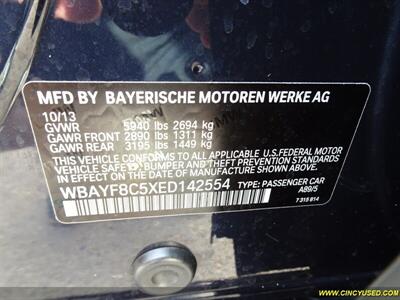 MFD BY BAYERISCHE MOTOREN WERKE AG
10/13
GVWR 5940 lbs 2694 kg
GAWR FRONT 2890 lbs 1311 kg
GAWR REAR 3195 lbs 1449 kg
THIS VEHICLE CONFORMS TO ALL APPLICABLE U.S. FEDERAL MOTOR
VEHICLE SAFETY, BUMPER AND THEFT PREVENTION STANDARDS
IN EFFECT ON THE DATE OF MANUFACTURE SHOWN ABOVE.
WBAYF8C5XED142554 TYPE: PASSENGER CAR
A89/5
7 315 814
WWW.CINCYUSED.COM